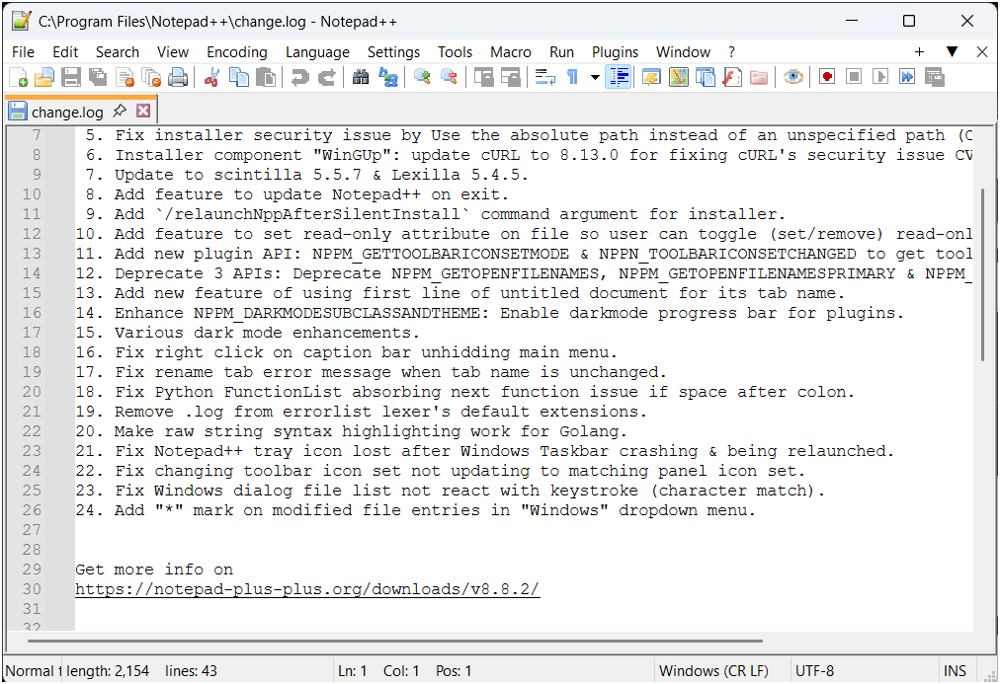 C:\Program Files\Notepad++\change.log - Notepad++
File Edit Search View Encoding Language Settings Tools Macro Run Plugins Window ? + ▼ X
change.log
7 5. Fix installer security issue by Use the absolute path instead of an unspecified path (C
8 6. Installer component "WinGUp": update cURL to 8.13.0 for fixing cURL's security issue CV
9 7. Update to scintilla 5.5.7 & Lexilla 5.4.5.
10 8. Add feature to update Notepad++ on exit.
11 9. Add `/relaunchNppAfterSilentInstall` command argument for installer.
12 10. Add feature to set read-only attribute on file so user can toggle (set/remove) read-onl
13 11. Add new plugin API: NPPM_GETTOOLBARICONSETMODE & NPPN_TOOLBARICONSETCHANGED to get tool
14 12. Deprecate 3 APIs: Deprecate NPPM_GETOPENFILENAMES, NPPM_GETOPENFILENAMESPRIMARY & NPPM_
15 13. Add new feature of using first line of untitled document for its tab name.
16 14. Enhance NPPM_DARKMODESUBCLASSANDTHEME: Enable darkmode progress bar for plugins.
17 15. Various dark mode enhancements.
18 16. Fix right click on caption bar unhidding main menu.
19 17. Fix rename tab error message when tab name is unchanged.
20 18. Fix Python FunctionList absorbing next function issue if space after colon.
21 19. Remove .log from errorlist lexer's default extensions.
22 20. Make raw string syntax highlighting work for Golang.
23 21. Fix Notepad++ tray icon lost after Windows Taskbar crashing & being relaunched.
24 22. Fix changing toolbar icon set not updating to matching panel icon set.
25 23. Fix Windows dialog file list not react with keystroke (character match).
26 24. Add "*" mark on modified file entries in "Windows" dropdown menu.
27
28
29 Get more info on
30 https://notepad-plus-plus.org/downloads/v8.8.2/
31
32
Normal t length: 2,154 lines: 43 Ln: 1 Col: 1 Pos: 1 Windows (CR LF) UTF-8 INS